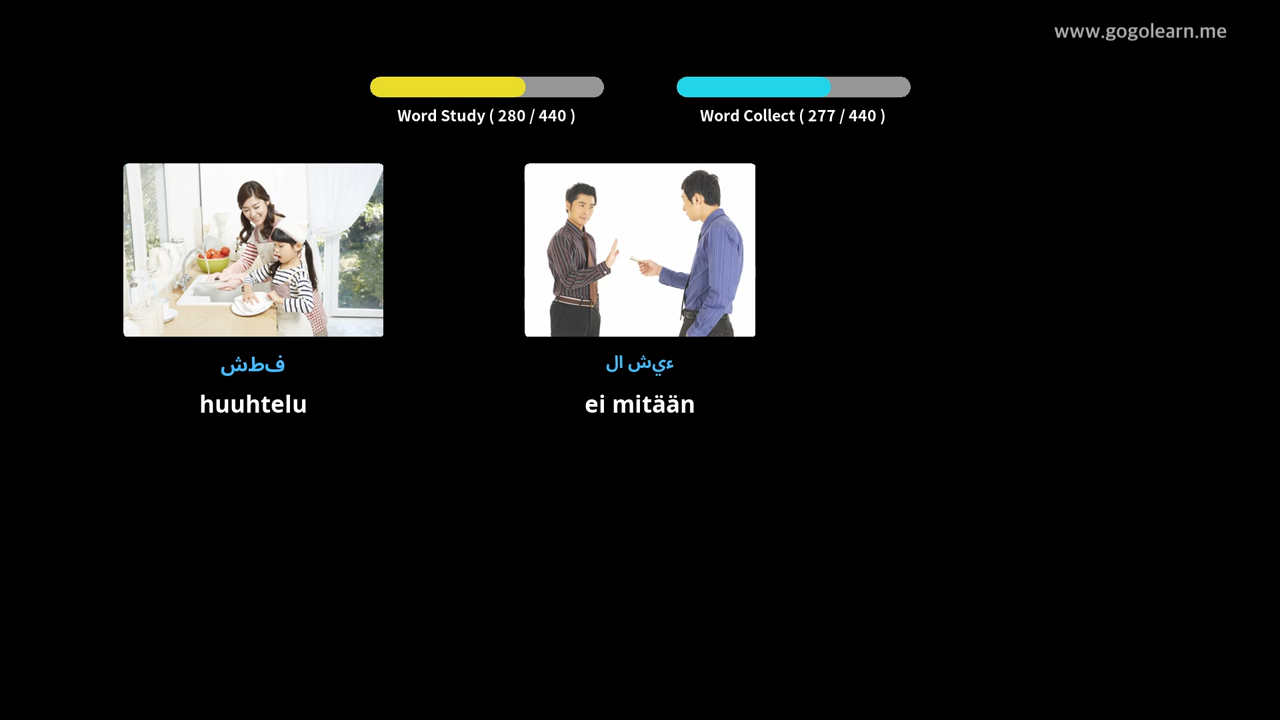 www.gogolearn.me
Word Study ( 280 / 440 )
Word Collect ( 277 / 440 )
فطش
huuhtelu
ءيش ال
ei mitään